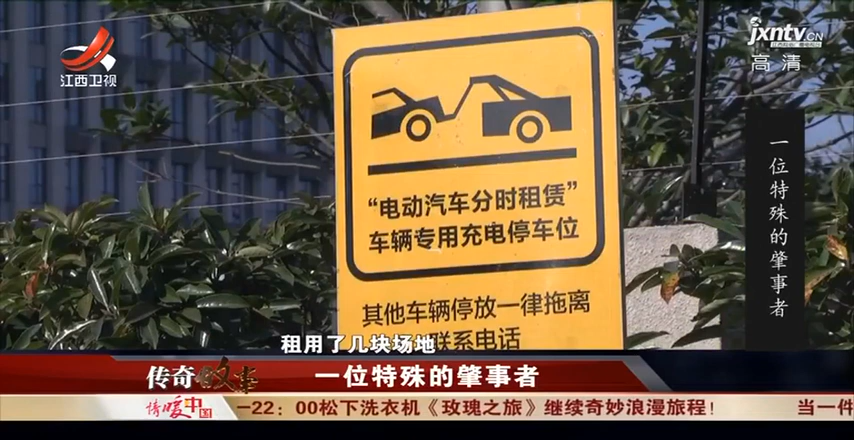 江西卫视
jxntv.CN
高清
一位特殊的肇事者
“电动汽车分时租赁”
车辆专用充电停车位
其他车辆停放一律拖离
联系电话
租用了几块场地
传奇故事
一位特殊的肇事者
情暖中国
-22：00松下洗衣机《玫瑰之旅》继续奇妙浪漫旅程！
当一件